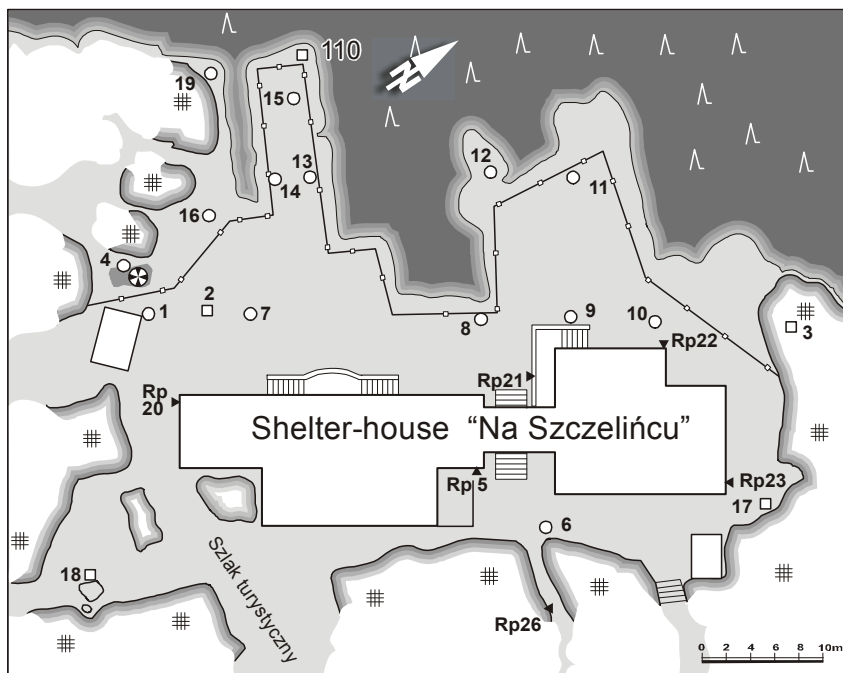 110
N
19
15
13
14
12
11
16
4
1
2
7
8
9
10
3
Rp22
Rp21
Rp
20
Shelter-house “Na Szczelińcu”
Rp 5
Rp23
17
6
18
Szlak turystyczny
Rp26
0 2 4 6 8 10m